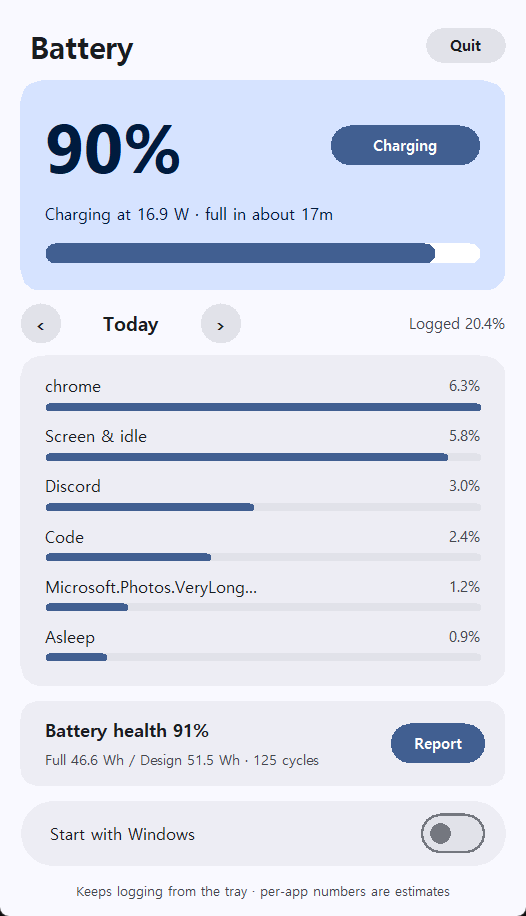 Battery
Quit
90%
Charging
Charging at 16.9 W · full in about 17m
‹
Today
›
Logged 20.4%
chrome 6.3%
Screen & idle 5.8%
Discord 3.0%
Code 2.4%
Microsoft.Photos.VeryLong... 1.2%
Asleep 0.9%
Battery health 91%
Full 46.6 Wh / Design 51.5 Wh · 125 cycles
Report
Start with Windows
Keeps logging from the tray · per-app numbers are estimates